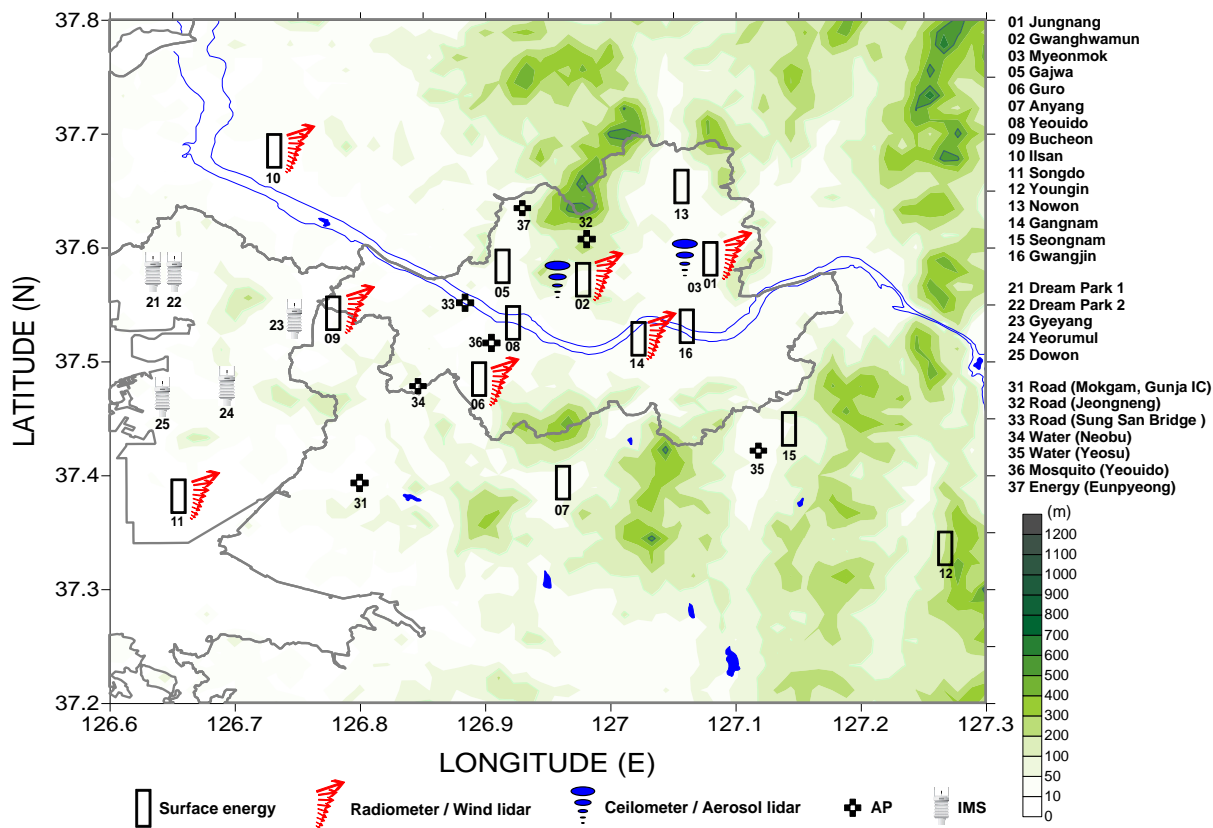 37.8
37.7
37.6
37.5
37.4
37.3
37.2
LATITUDE (N)
126.6
126.7
126.8
126.9
127
127.1
127.2
127.3
LONGITUDE (E)
10
37
32
13
21
22
05
02
03
01
23
09
33
36
08
14
16
25
24
34
06
15
35
11
31
07
12
01 Jungnang
02 Gwanghwamun
03 Myeonmok
05 Gajwa
06 Guro
07 Anyang
08 Yeouido
09 Bucheon
10 Ilsan
11 Songdo
12 Youngin
13 Nowon
14 Gangnam
15 Seongnam
16 Gwangjin
21 Dream Park 1
22 Dream Park 2
23 Gyeyang
24 Yeorumul
25 Dowon
31 Road (Mokgam, Gunja IC)
32 Road (Jeongneng)
33 Road (Sung San Bridge )
34 Water (Neobu)
35 Water (Yeosu)
36 Mosquito (Yeouido)
37 Energy (Eunpyeong)
(m)
1200
1100
1000
900
800
700
600
500
400
300
200
100
50
10
0
Surface energy
Radiometer / Wind lidar
Ceilometer / Aerosol lidar
AP
IMS